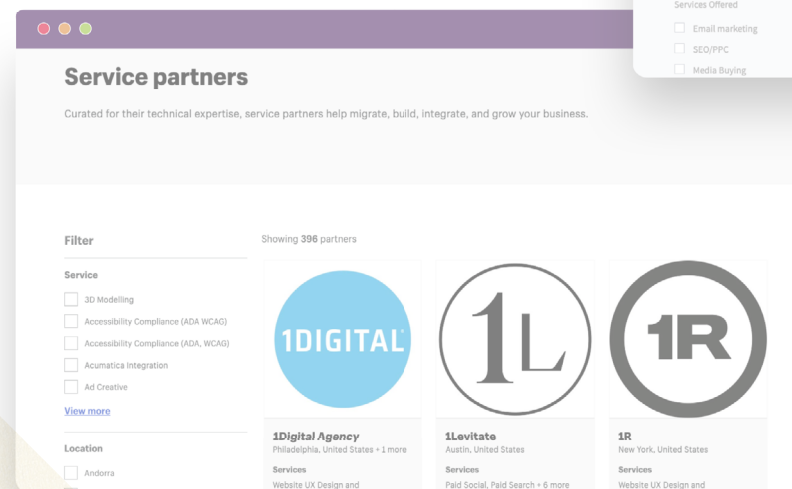 Services Offered
Email marketing
SEO/PPC
Media Buying
Service partners
Curated for their technical expertise, service partners help migrate, build, integrate, and grow your business.
Filter
Showing 396 partners
Service
3D Modelling
Accessibility Compliance (ADA WCAG)
Accessibility Compliance (ADA, WCAG)
Acumatica Integration
Ad Creative
View more
Location
Andorra
1DIGITAL
1Digital Agency
Philadelphia, United States + 1 more
Services
Website UX Design and
1L
1Levitate
Austin, United States
Services
Paid Social, Paid Search + 6 more
1R
1R
New York, United States
Services
Website UX Design and